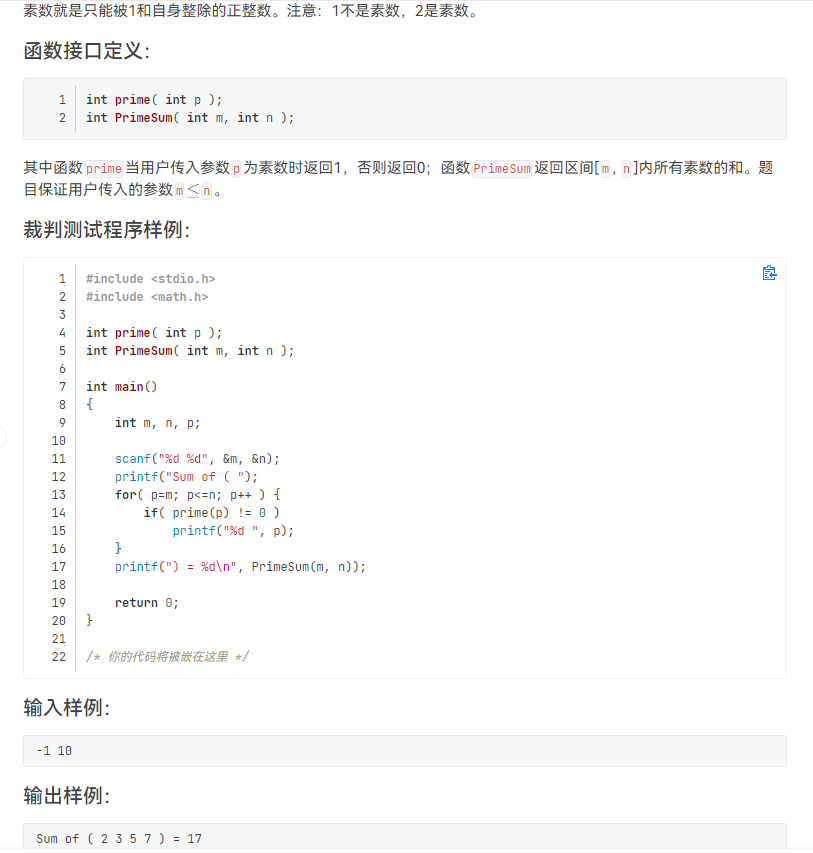 素数就是只能被1和自身整除的正整数。注意：1不是素数，2是素数。
函数接口定义：
1 int prime( int p );
2 int PrimeSum( int m, int n );
其中函数prime当用户传入参数p为素数时返回1，否则返回0；函数PrimeSum返回区间[m, n]内所有素数的和。题
目保证用户传入的参数m≤n。
裁判测试程序样例：
1 #include <stdio.h>
2 #include <math.h>
3
4 int prime( int p );
5 int PrimeSum( int m, int n );
6
7 int main()
8 {
9     int m, n, p;
10
11     scanf("%d %d", &m, &n);
12     printf("Sum of ( ");
13     for( p=m; p<=n; p++ ) {
14         if( prime(p) != 0 )
15             printf("%d ", p);
16     }
17     printf(") = %d\n", PrimeSum(m, n));
18
19     return 0;
20 }
21
22 /* 你的代码将被嵌在这里 */
输入样例：
-1 10
输出样例：
Sum of ( 2 3 5 7 ) = 17